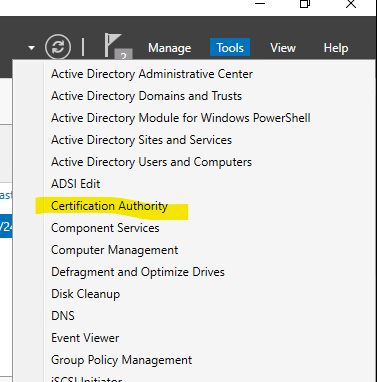 Manage Tools View Help
2
Active Directory Administrative Center
Active Directory Domains and Trusts
Active Directory Module for Windows PowerShell
Active Directory Sites and Services
Active Directory Users and Computers
ADSI Edit
Certification Authority
Component Services
Computer Management
Defragment and Optimize Drives
Disk Cleanup
DNS
Event Viewer
Group Policy Management
iSCSI Initiator